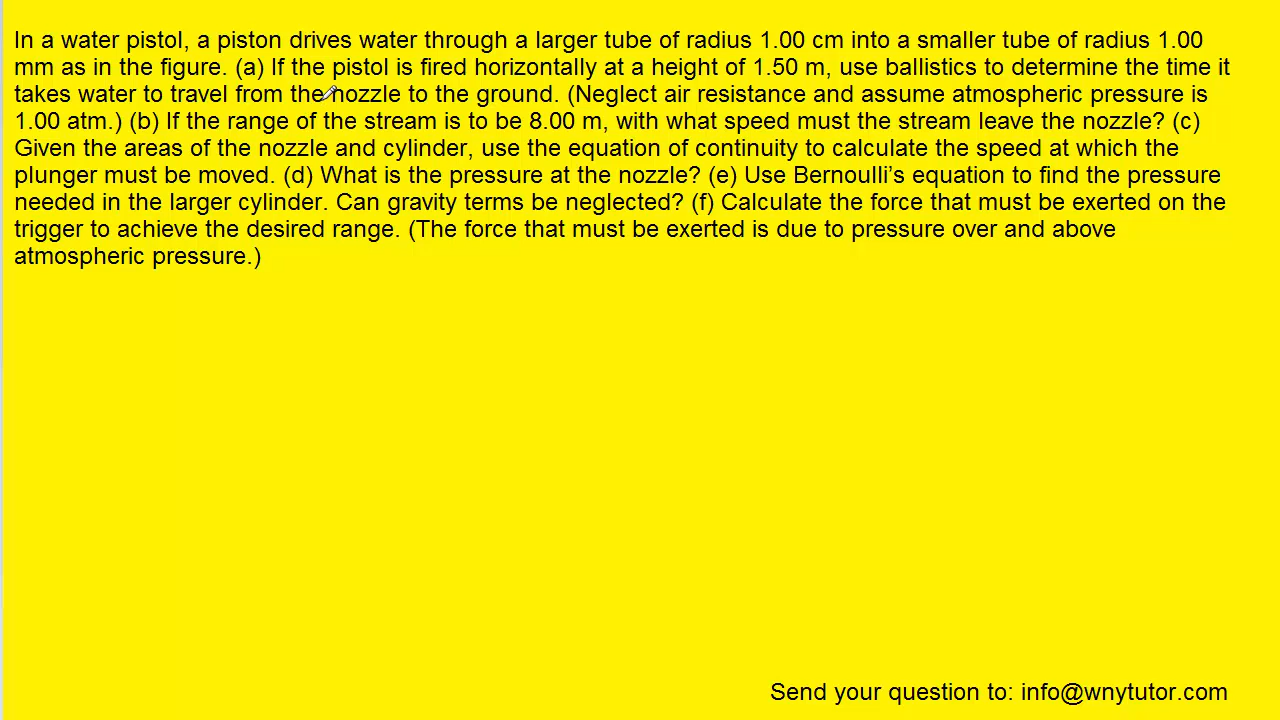 In a water pistol, a piston drives water through a larger tube of radius 1.00 cm into a smaller tube of radius 1.00
mm as in the figure. (a) If the pistol is fired horizontally at a height of 1.50 m, use ballistics to determine the time it
takes water to travel from the nozzle to the ground. (Neglect air resistance and assume atmospheric pressure is
1.00 atm.) (b) If the range of the stream is to be 8.00 m, with what speed must the stream leave the nozzle? (c)
Given the areas of the nozzle and cylinder, use the equation of continuity to calculate the speed at which the
plunger must be moved. (d) What is the pressure at the nozzle? (e) Use Bernoulli’s equation to find the pressure
needed in the larger cylinder. Can gravity terms be neglected? (f) Calculate the force that must be exerted on the
trigger to achieve the desired range. (The force that must be exerted is due to pressure over and above
atmospheric pressure.)
Send your question to: info@wnytutor.com